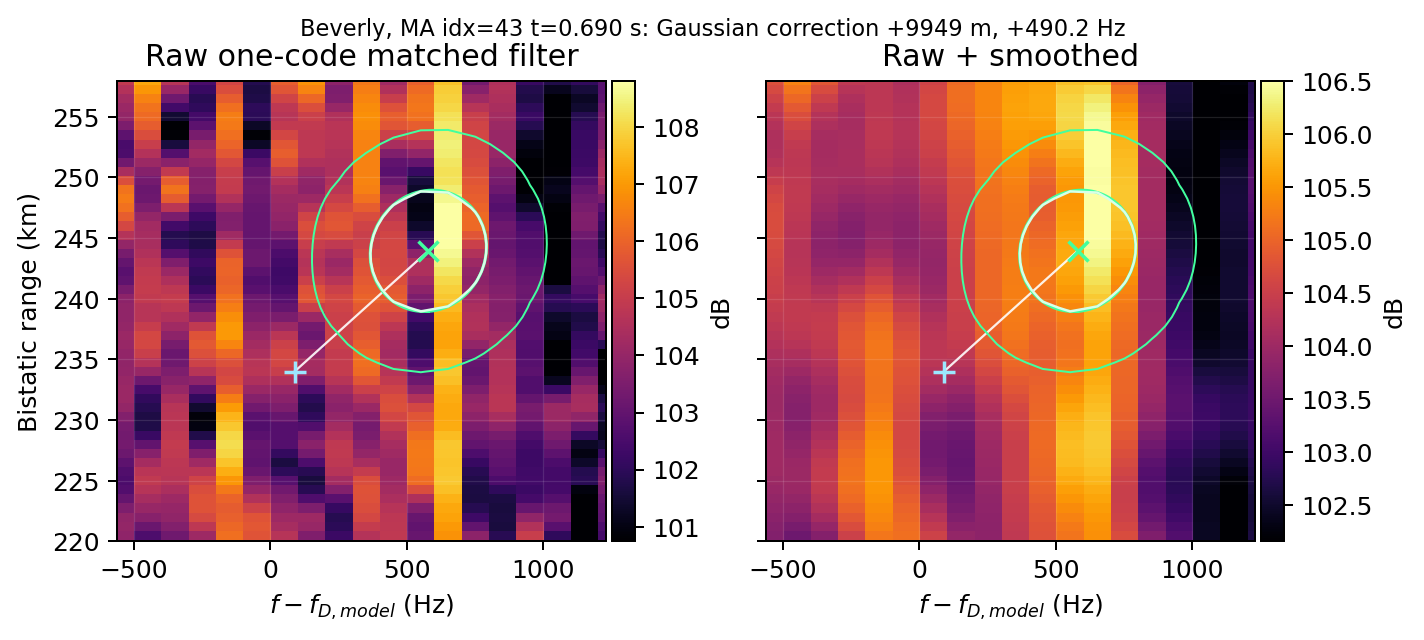 Beverly, MA idx=43 t=0.690 s: Gaussian correction +9949 m, +490.2 Hz
Raw one-code matched filter
Raw + smoothed
Bistatic range (km)
255
250
245
240
235
230
225
220
−500 0 500 1000
f − f_{D, model} (Hz)
108
107
106
105
104
103
102
101
dB
−500 0 500 1000
f − f_{D, model} (Hz)
106.5
106.0
105.5
105.0
104.5
104.0
103.5
103.0
102.5
dB